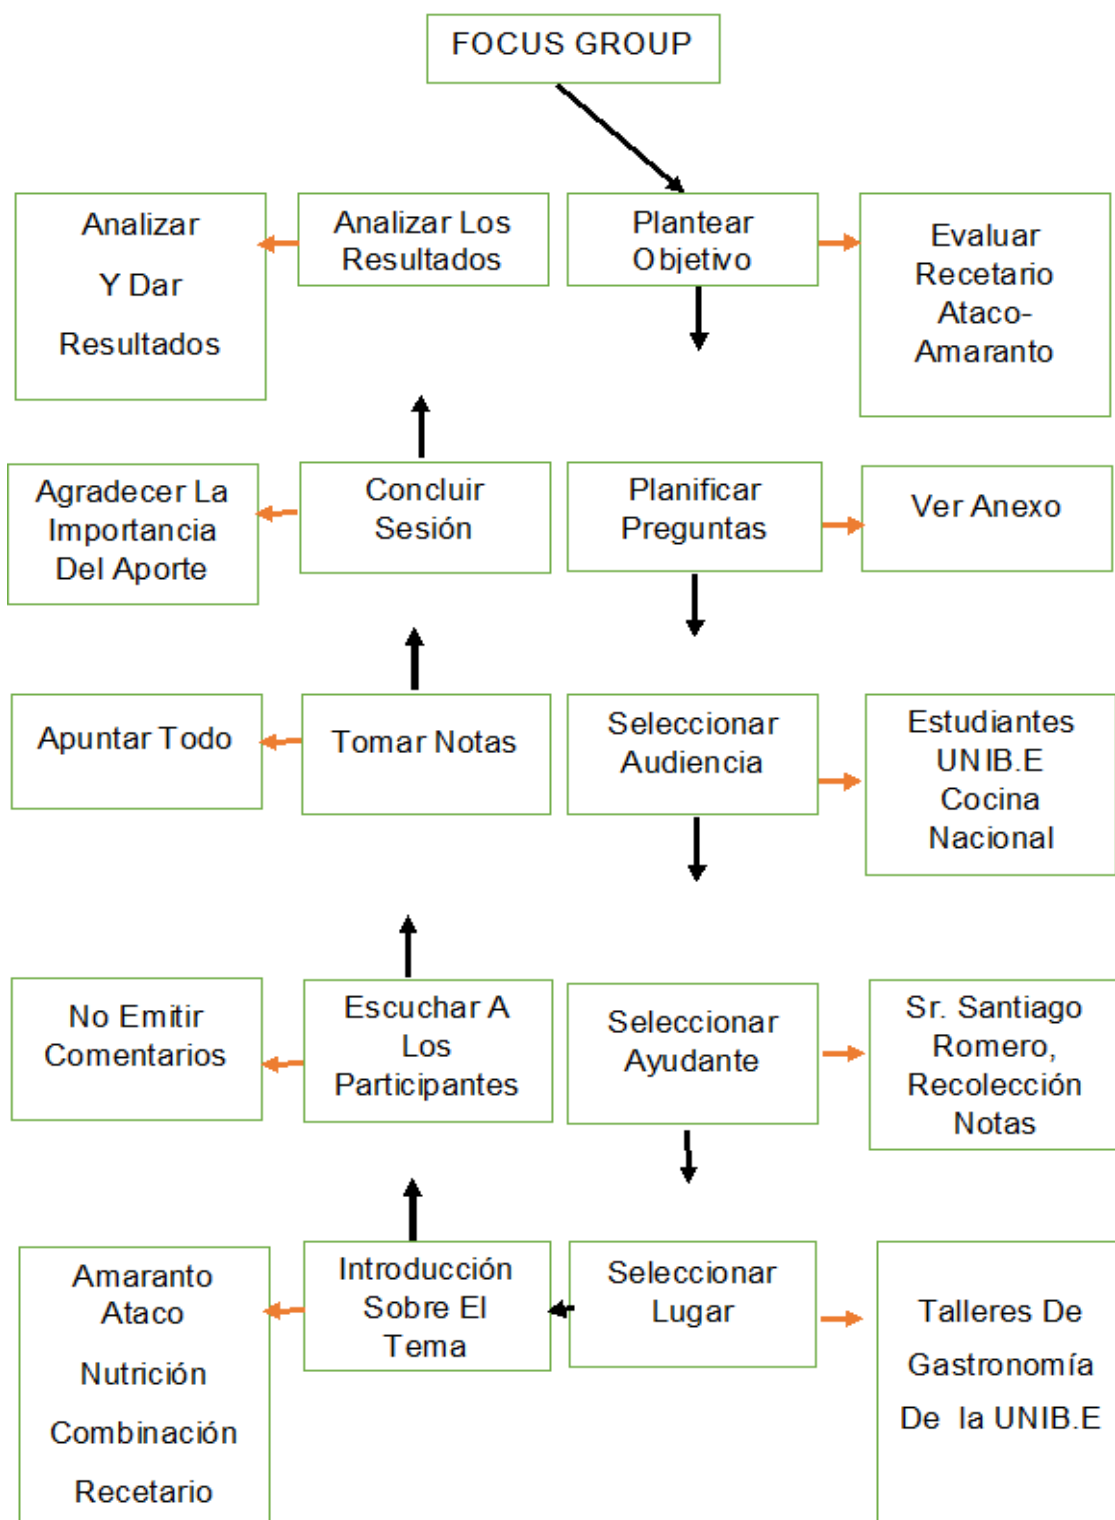 FOCUS GROUP
Analizar
Y Dar
Resultados
Analizar Los
Resultados
Plantear
Objetivo
Evaluar
Recetario
Ataco-
Amaranto
Agradecer La
Importancia
Del Aporte
Concluir
Sesión
Planificar
Preguntas
Ver Anexo
Apuntar Todo
Tomar Notas
Seleccionar
Audiencia
Estudiantes
UNIB.E
Cocina
Nacional
No Emitir
Comentarios
Escuchar A
Los
Participantes
Seleccionar
Ayudante
Sr. Santiago
Romero,
Recolección
Notas
Amaranto
Ataco
Nutrición
Combinación
Recetario
Introducción
Sobre El
Tema
Seleccionar
Lugar
Talleres De
Gastronomía
De la UNIB.E